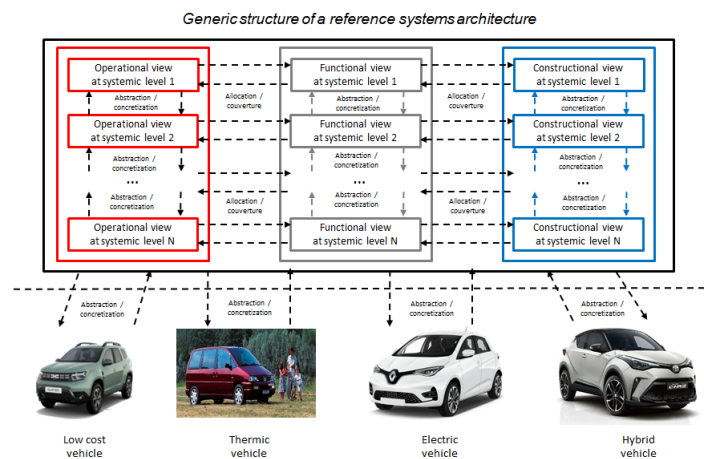 Generic structure of a reference systems architecture
Operational view
at systemic level 1
Functional view
at systemic level 1
Constructional view
at systemic level 1
Abstraction /
concretization
Allocation /
couverture
Abstraction /
concretization
Allocation /
couverture
Abstraction /
concretization
Operational view
at systemic level 2
Functional view
at systemic level 2
Constructional view
at systemic level 2
Abstraction /
concretization
Abstraction /
concretization
Abstraction /
concretization
...
...
...
Abstraction /
concretization
Allocation /
couverture
Abstraction /
concretization
Allocation /
couverture
Abstraction /
concretization
Operational view
at systemic level N
Functional view
at systemic level N
Constructional view
at systemic level N
Abstraction /
concretization
Abstraction /
concretization
Abstraction /
concretization
Abstraction /
concretization
Low cost
vehicle
Thermic
vehicle
Electric
vehicle
Hybrid
vehicle